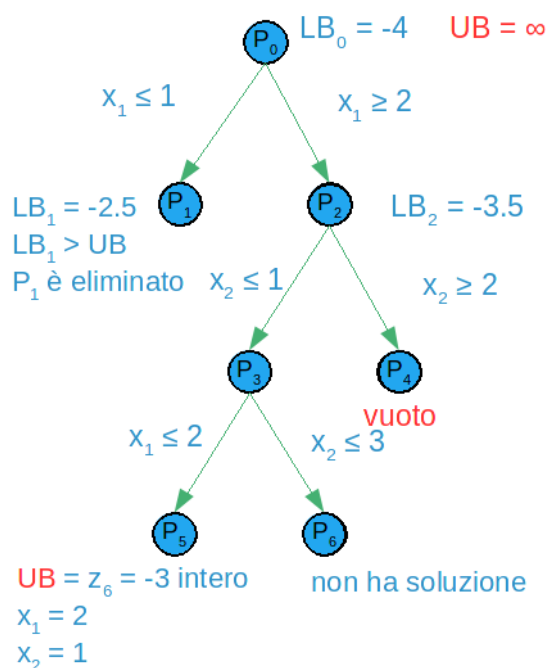 P₀ LB₀ = -4 UB = ∞
x₁ ≤ 1 x₁ ≥ 2
P₁ P₂ LB₂ = -3.5
LB₁ = -2.5
LB₁ > UB
P₁ è eliminato
x₂ ≤ 1 x₂ ≥ 2
P₃ P₄
vuoto
x₁ ≤ 2 x₂ ≤ 3
P₅ P₆
UB = z₆ = -3 intero
x₁ = 2
x₂ = 1
non ha soluzione